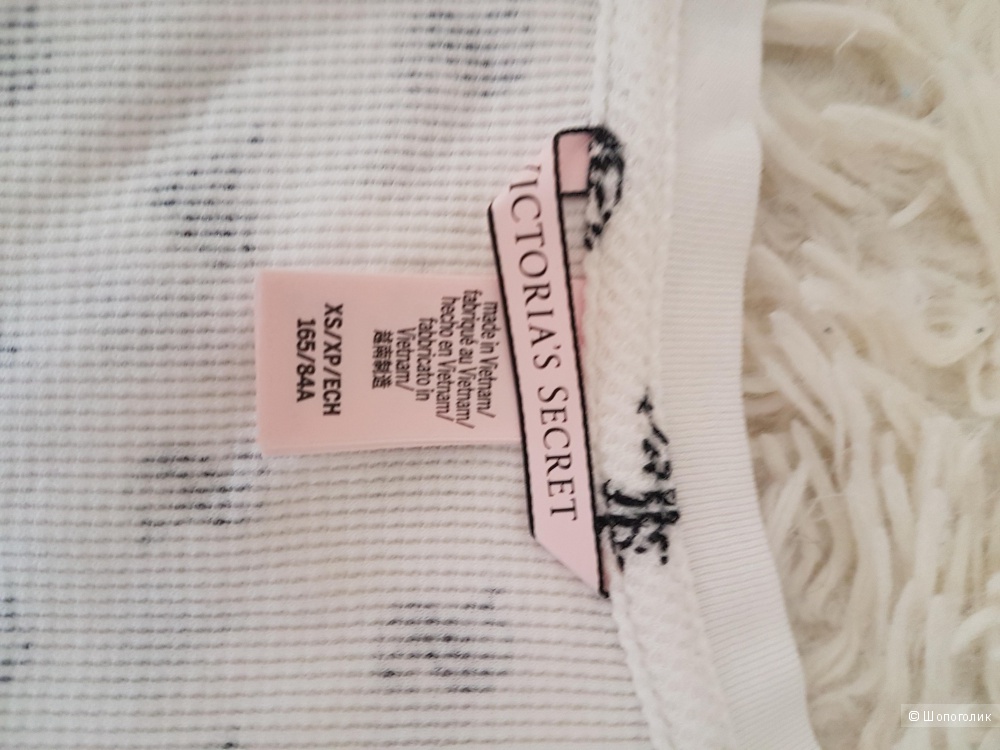 VICTORIA'S SECRET
made in Vietnam/
fabriqué au Vietnam/
hecho en Vietnam/
fabbricato in
Vietnam/
越南制造
XS/XP/ECH
165/84A
© Шопоголик